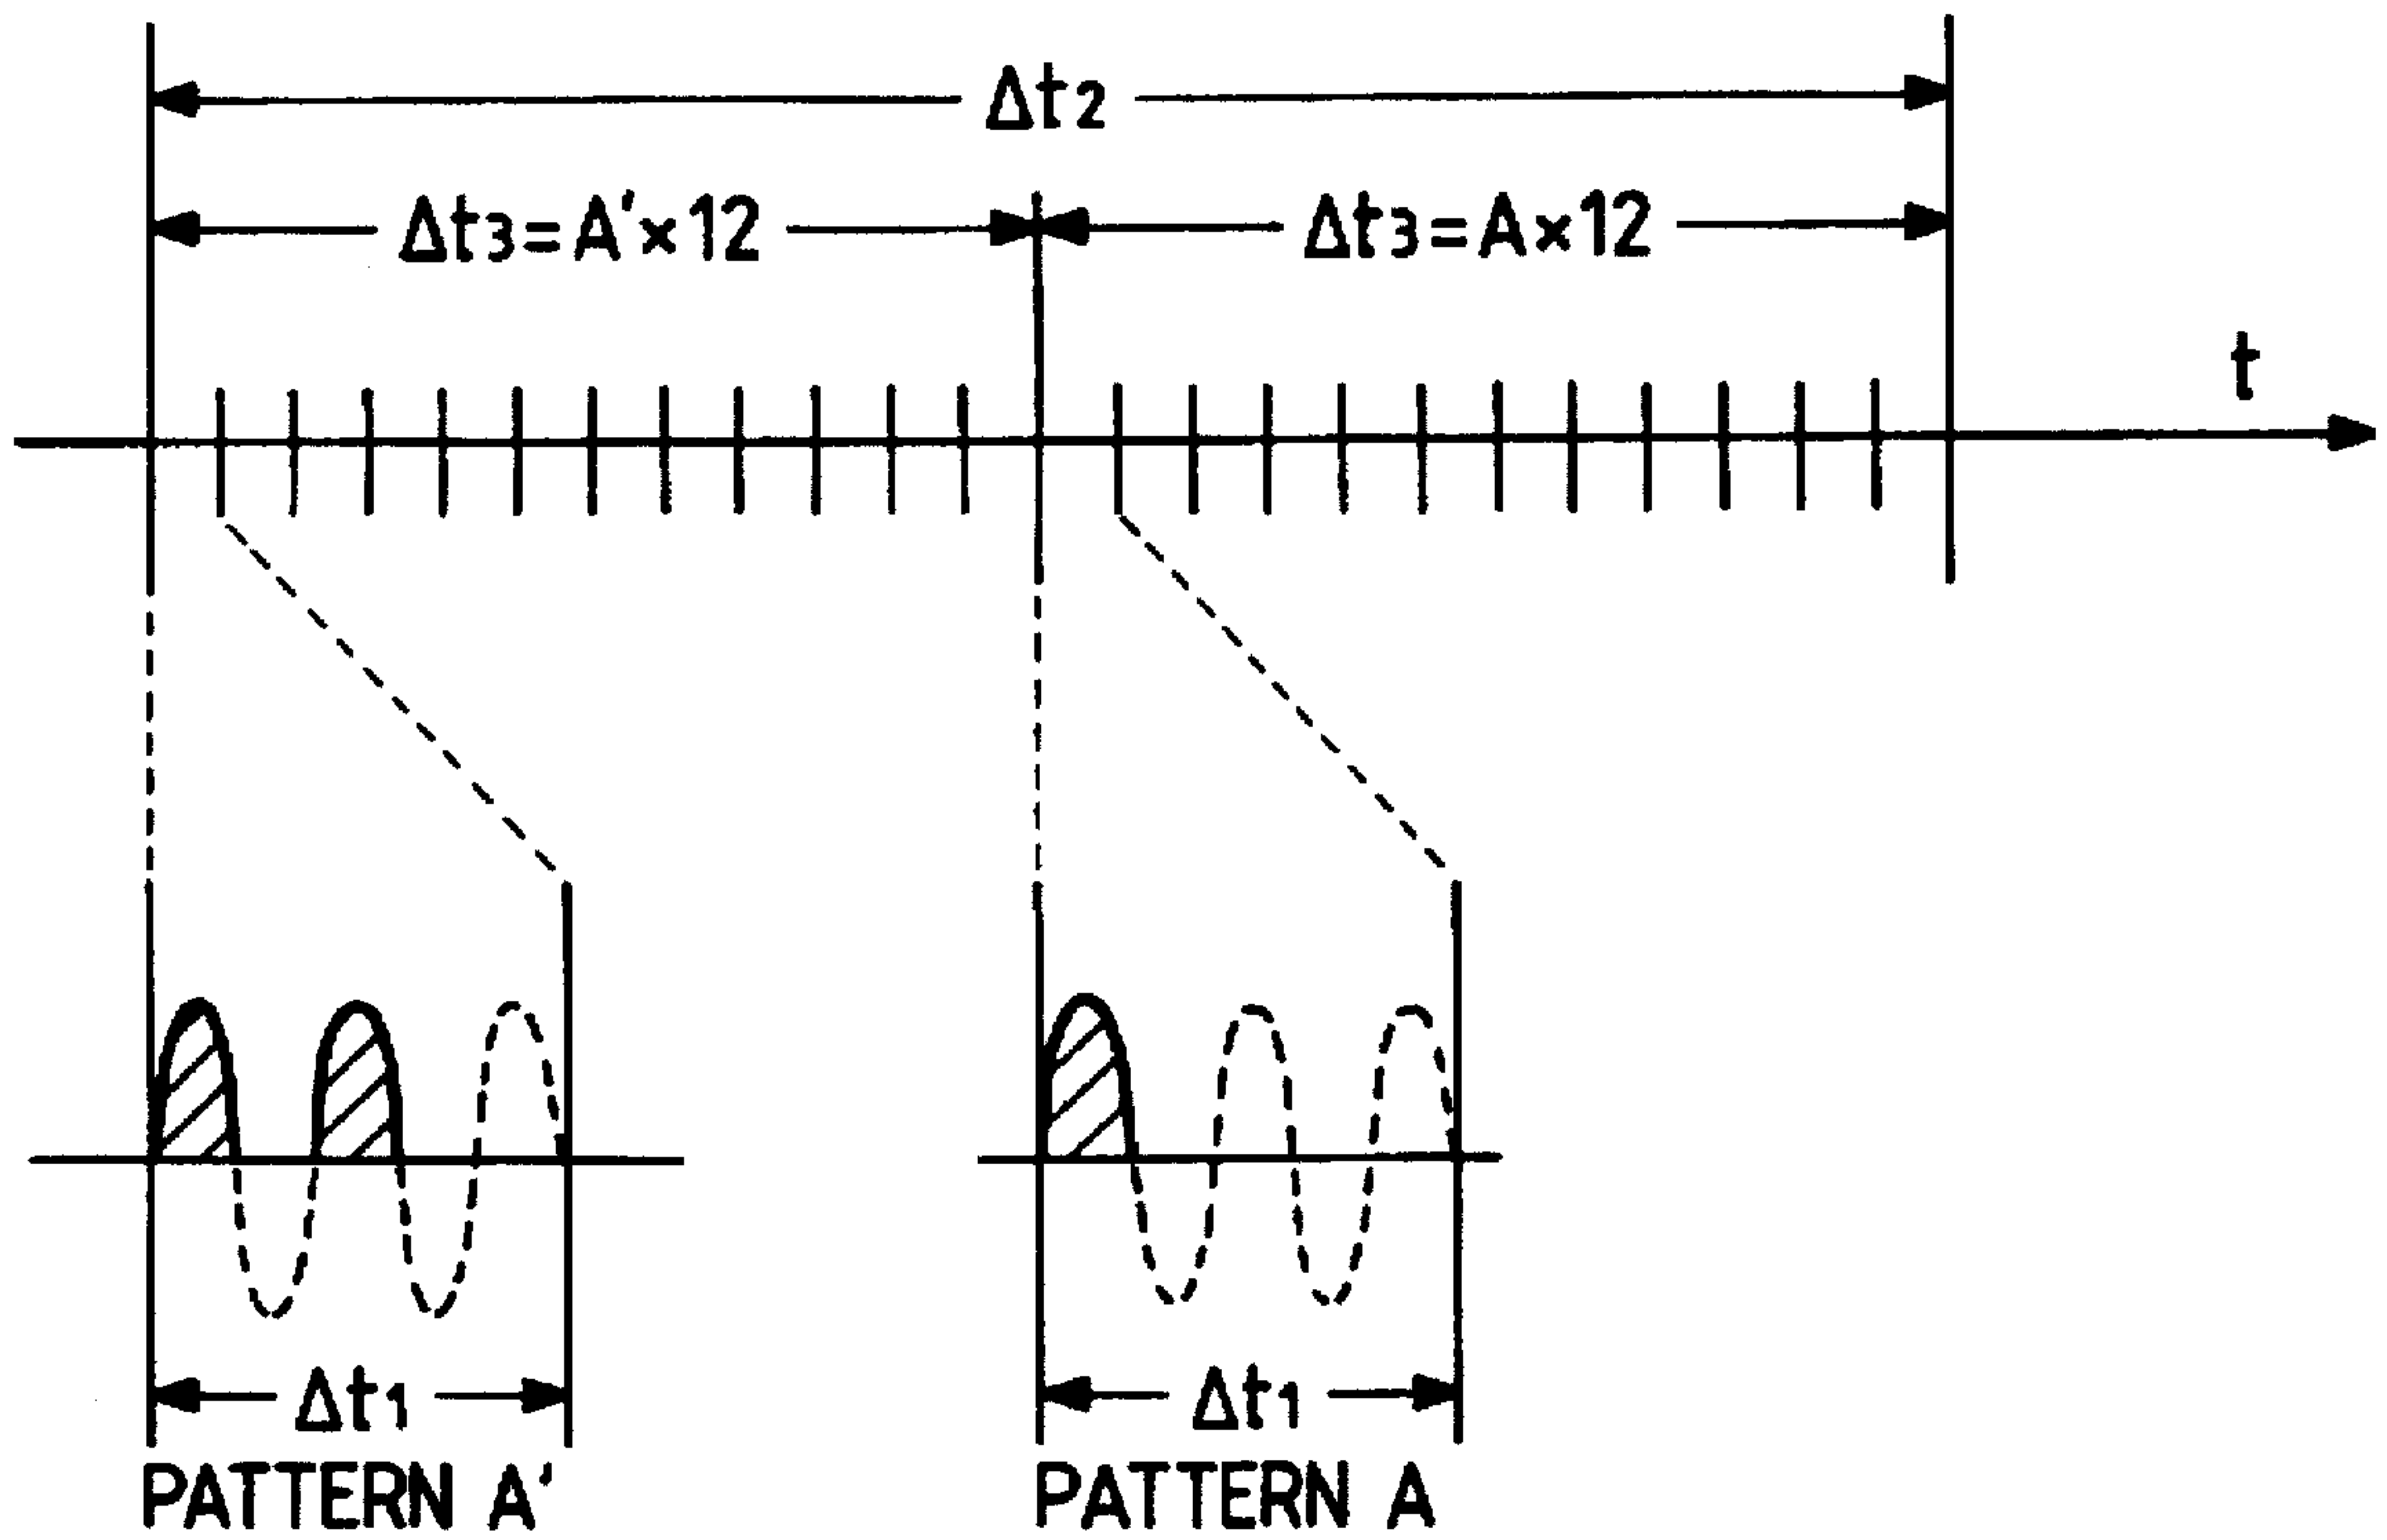 Δt2
Δt3=A'×12
Δt3=A×12
t
Δt1
Δt1
PATTERN A'
PATTERN A